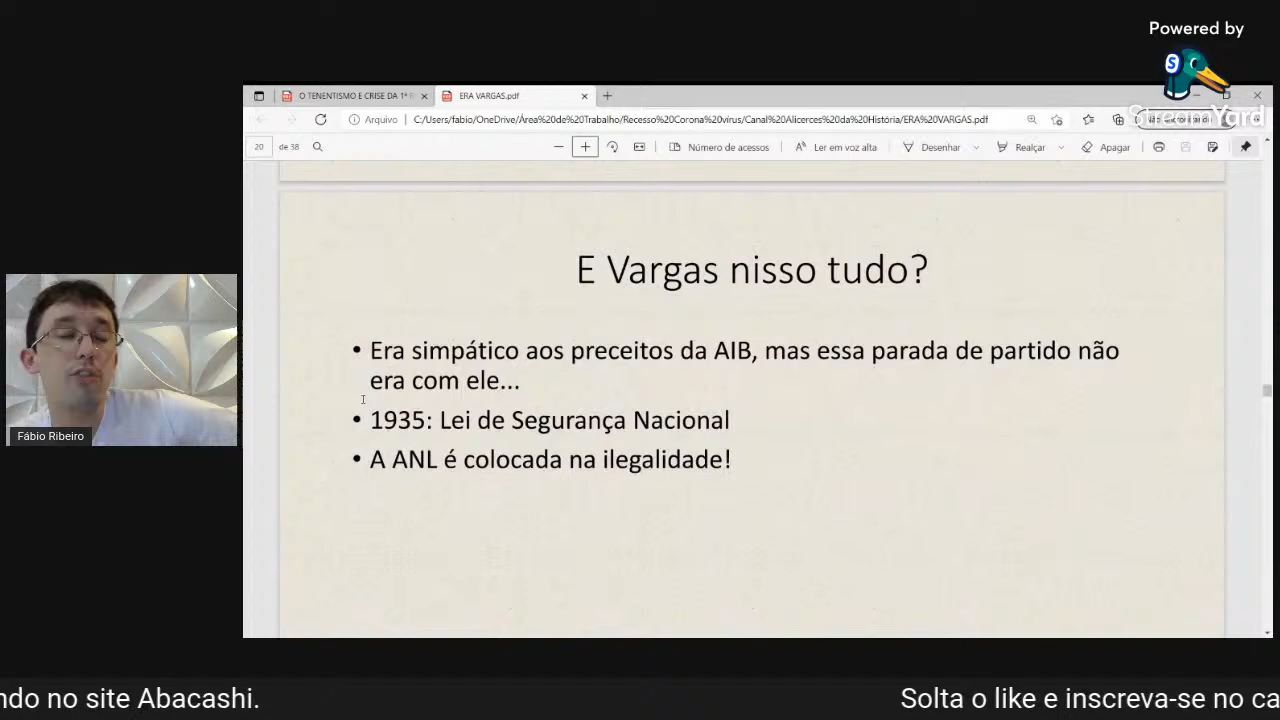 Powered by
StreamYard
O TENENTISMO E CRISE DA 1ª
ERA VARGAS.pdf
Arquivo
C:/Users/fabio/OneDrive/Área%20de%20Trabalho/Recesso%20Corona%20vírus/Canal%20Alicerces%20da%20História/ERA%20VARGAS.pdf
20 de 38
Número de acessos
Ler em voz alta
Desenhar
Realçar
Apagar
E Vargas nisso tudo?
• Era simpático aos preceitos da AIB, mas essa parada de partido não
era com ele...
• 1935: Lei de Segurança Nacional
• A ANL é colocada na ilegalidade!
Fábio Ribeiro
ndo no site Abacashi.
Solta o like e inscreva-se no ca